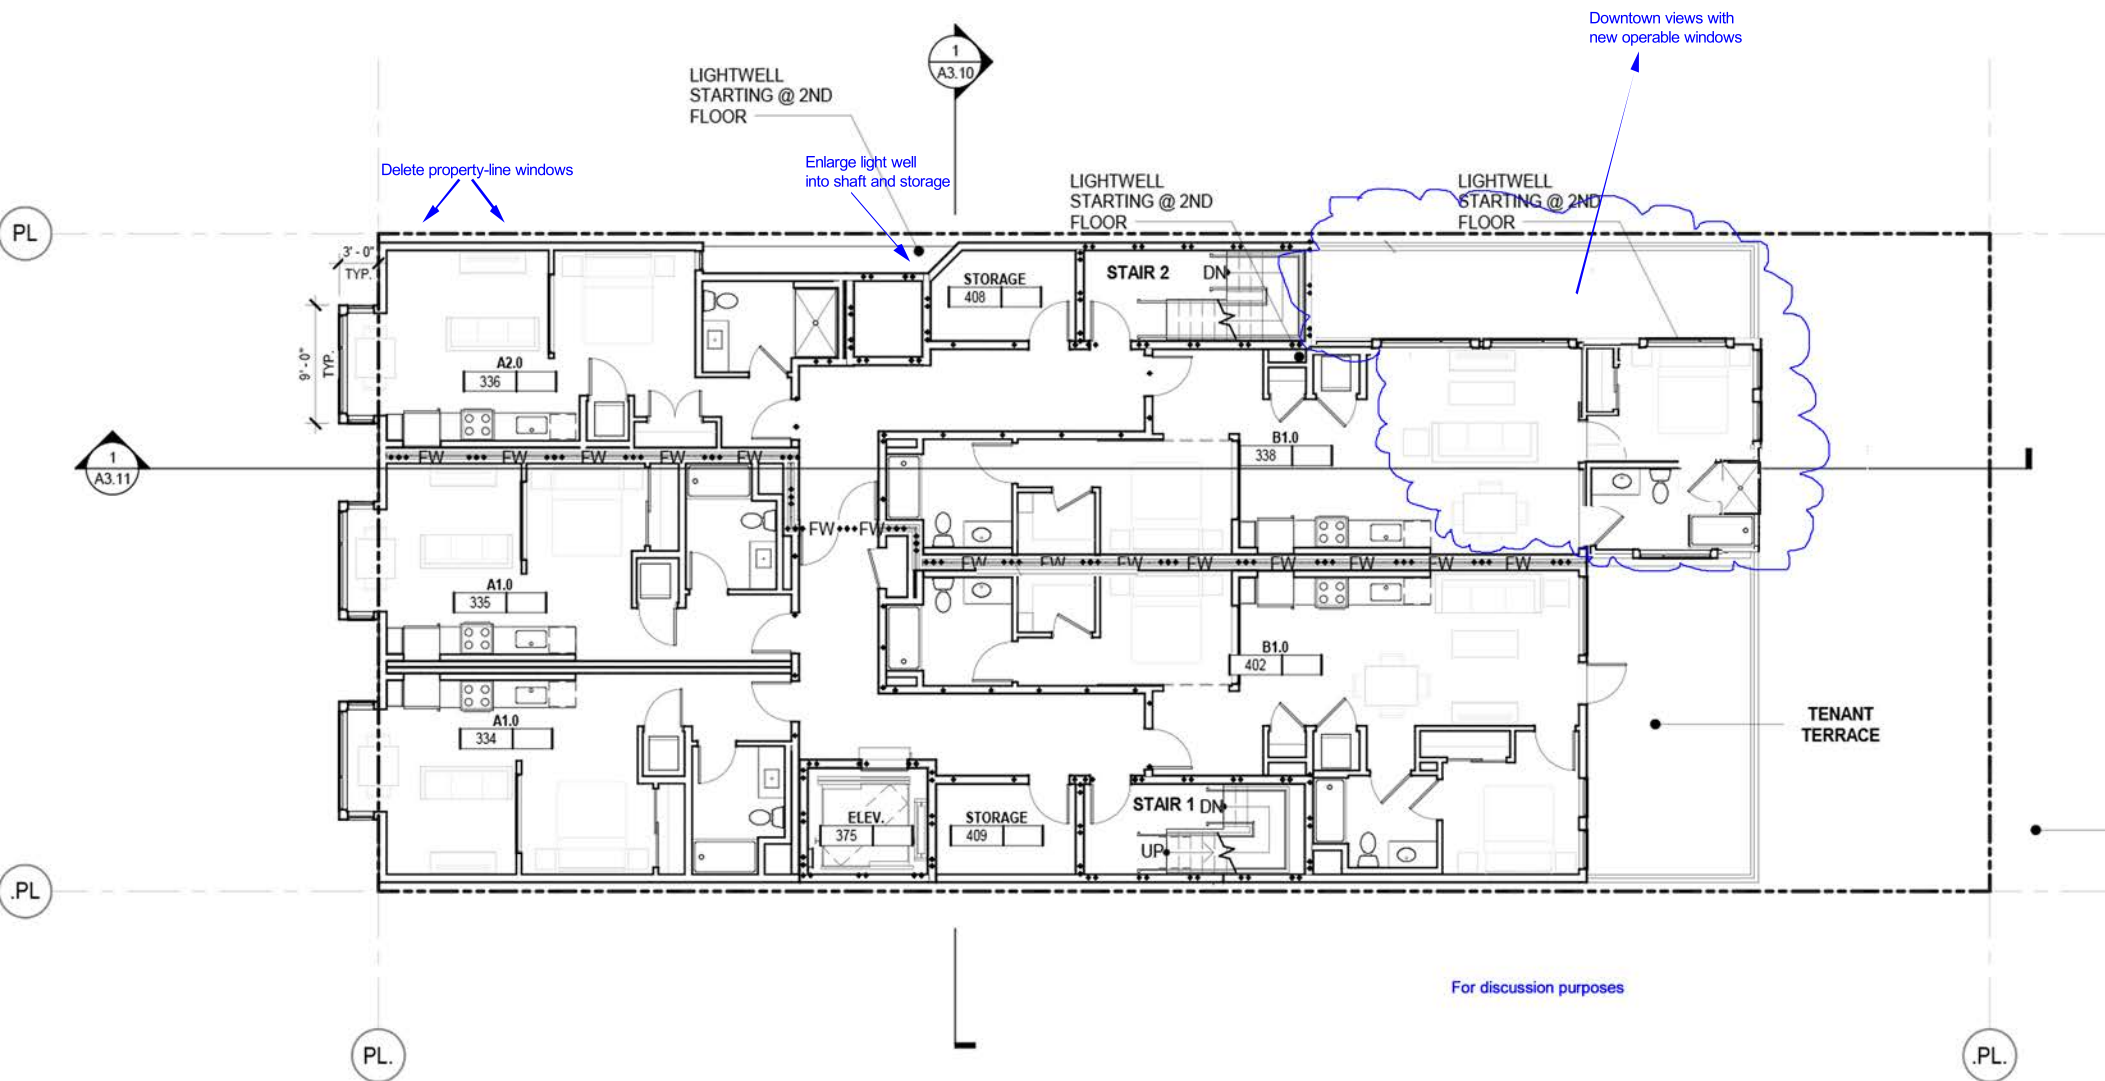 Downtown views with
new operable windows
1
A3.10
LIGHTWELL
STARTING @ 2ND
FLOOR
Delete property-line windows
Enlarge light well
into shaft and storage
LIGHTWELL
STARTING @ 2ND
FLOOR
LIGHTWELL
STARTING @ 2ND
FLOOR
PL
3' - 0"
TYP.
9' - 0"
TYP.
STORAGE
408
STAIR 2
DN
A2.0
336
B1.0
338
1
A3.11
FW FW FW FW FW
FW FW
FW FW FW FW FW FW FW FW
A1.0
335
B1.0
402
A1.0
334
TENANT
TERRACE
ELEV.
375
STORAGE
409
STAIR 1
DN
UP
.PL
For discussion purposes
PL.
.PL.